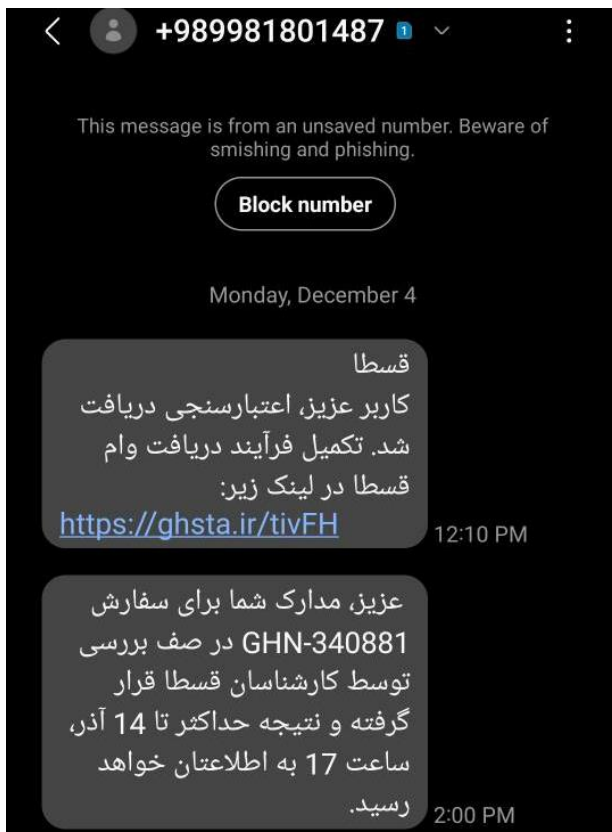 +989981801487 1
This message is from an unsaved number. Beware of
smishing and phishing.
Block number
Monday, December 4
قسطا
کاربر عزیز، اعتبارسنجی دریافت
شد. تکمیل فرآیند دریافت وام
قسطا در لینک زیر:
https://ghsta.ir/tivFH
12:10 PM
عزیز، مدارک شما برای سفارش
GHN-340881 در صف بررسی
توسط کارشناسان قسطا قرار
گرفته و نتیجه حداکثر تا 14 آذر،
ساعت 17 به اطلاعتان خواهد
رسید.
2:00 PM